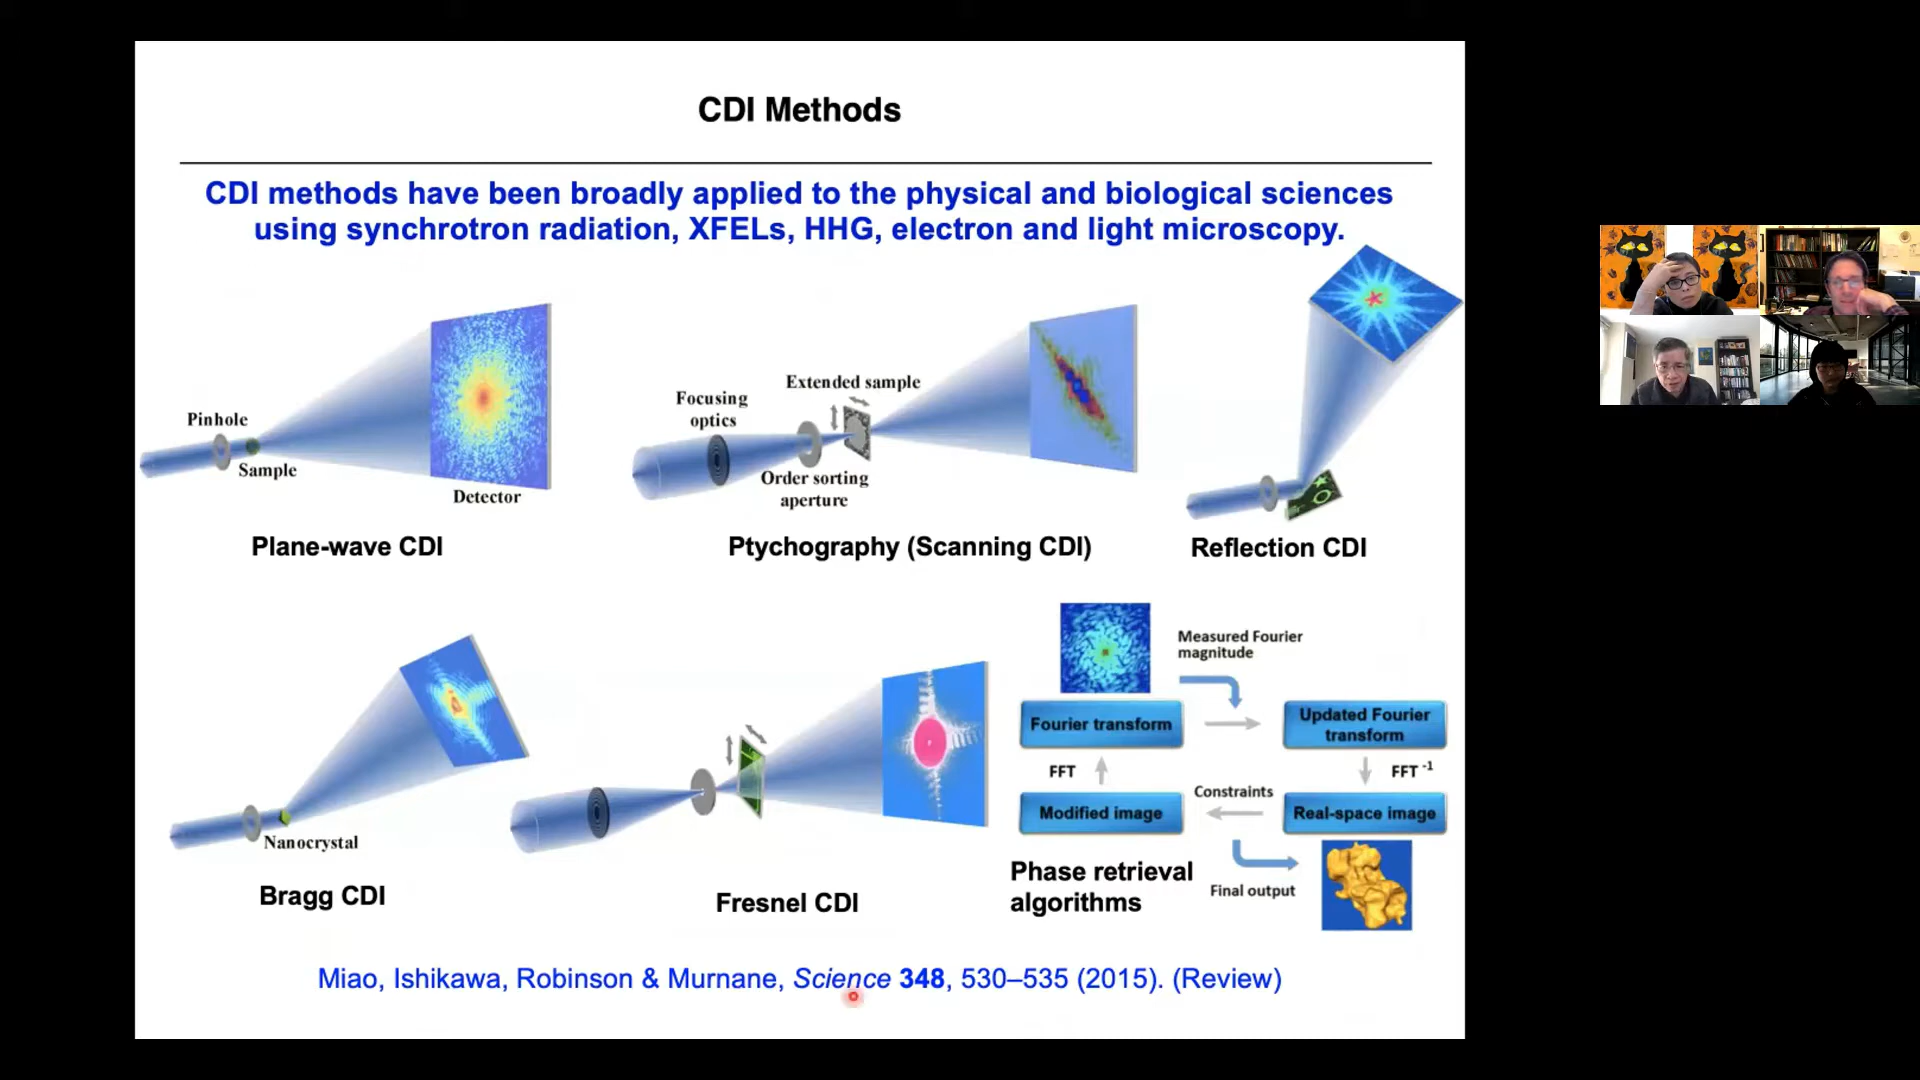 CDI Methods
CDI methods have been broadly applied to the physical and biological sciences
using synchrotron radiation, XFELs, HHG, electron and light microscopy.
Pinhole
Sample
Detector
Plane-wave CDI
Focusing
optics
Extended sample
Order sorting
aperture
Ptychography (Scanning CDI)
Reflection CDI
Nanocrystal
Bragg CDI
Fresnel CDI
Measured Fourier
magnitude
Fourier transform
Updated Fourier
transform
FFT
FFT -1
Constraints
Modified image
Real-space image
Phase retrieval
algorithms
Final output
Miao, Ishikawa, Robinson & Murnane, Science 348, 530–535 (2015). (Review)